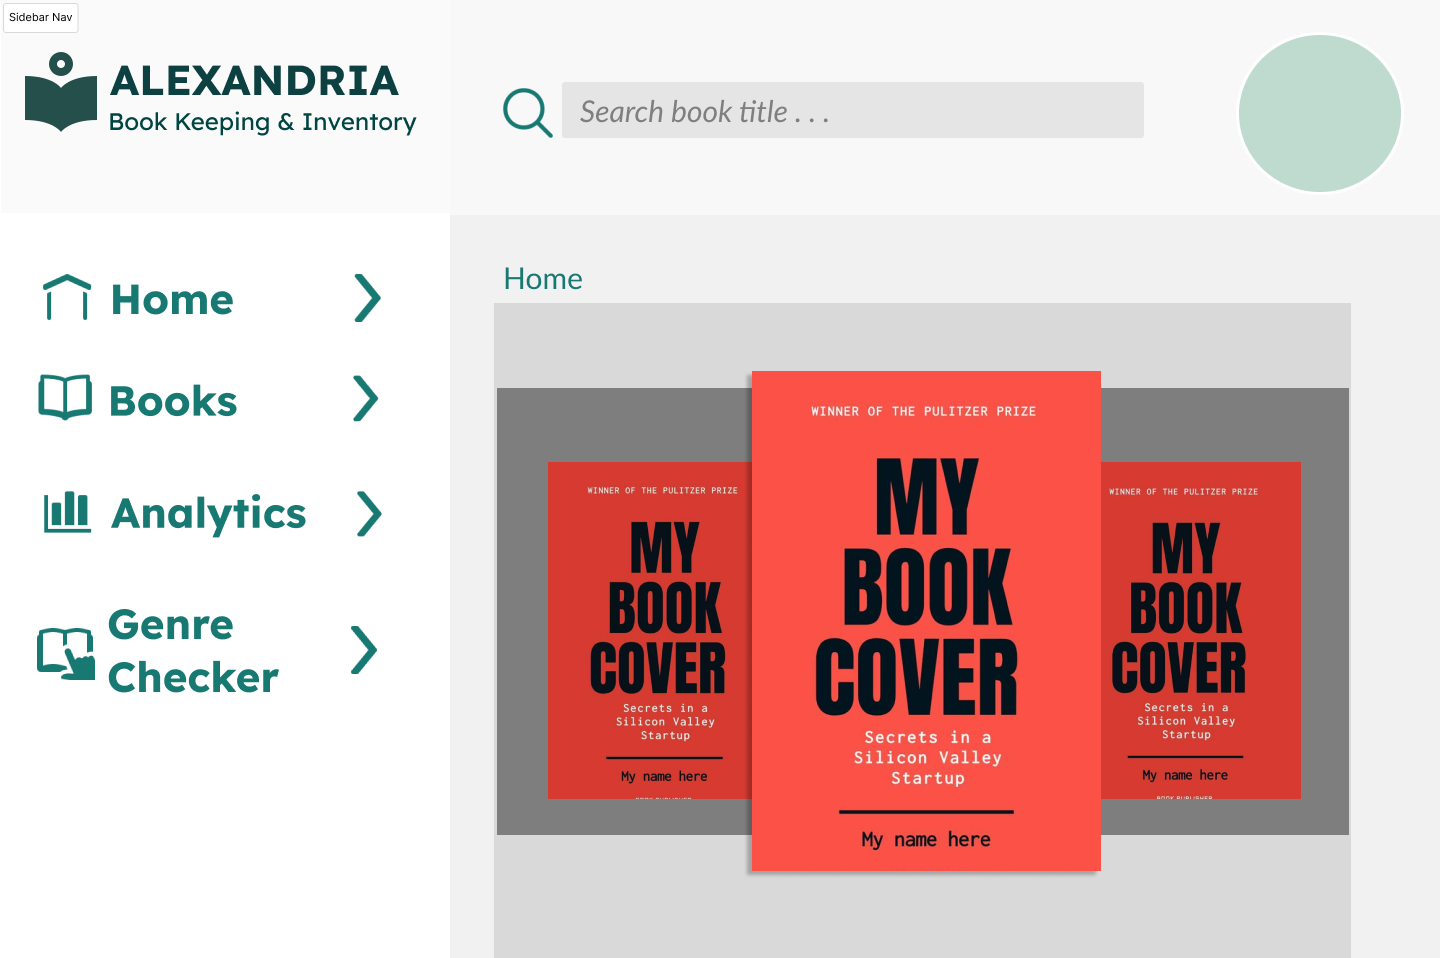 Sidebar Nav
ALEXANDRIA
Book Keeping & Inventory
Search book title . . .
Home
Books
Analytics
Genre
Checker
Home
WINNER OF THE PULITZER PRIZE
MY
BOOK
COVER
Secrets in a
Silicon Valley
Startup
My name here
WINNER OF THE PULITZER PRIZE
MY
BOOK
COVER
Secrets in a
Silicon Valley
Startup
My name here
WINNER OF THE PULITZER PRIZE
MY
BOOK
COVER
Secrets in a
Silicon Valley
Startup
My name here
BOOK PUBLISHER